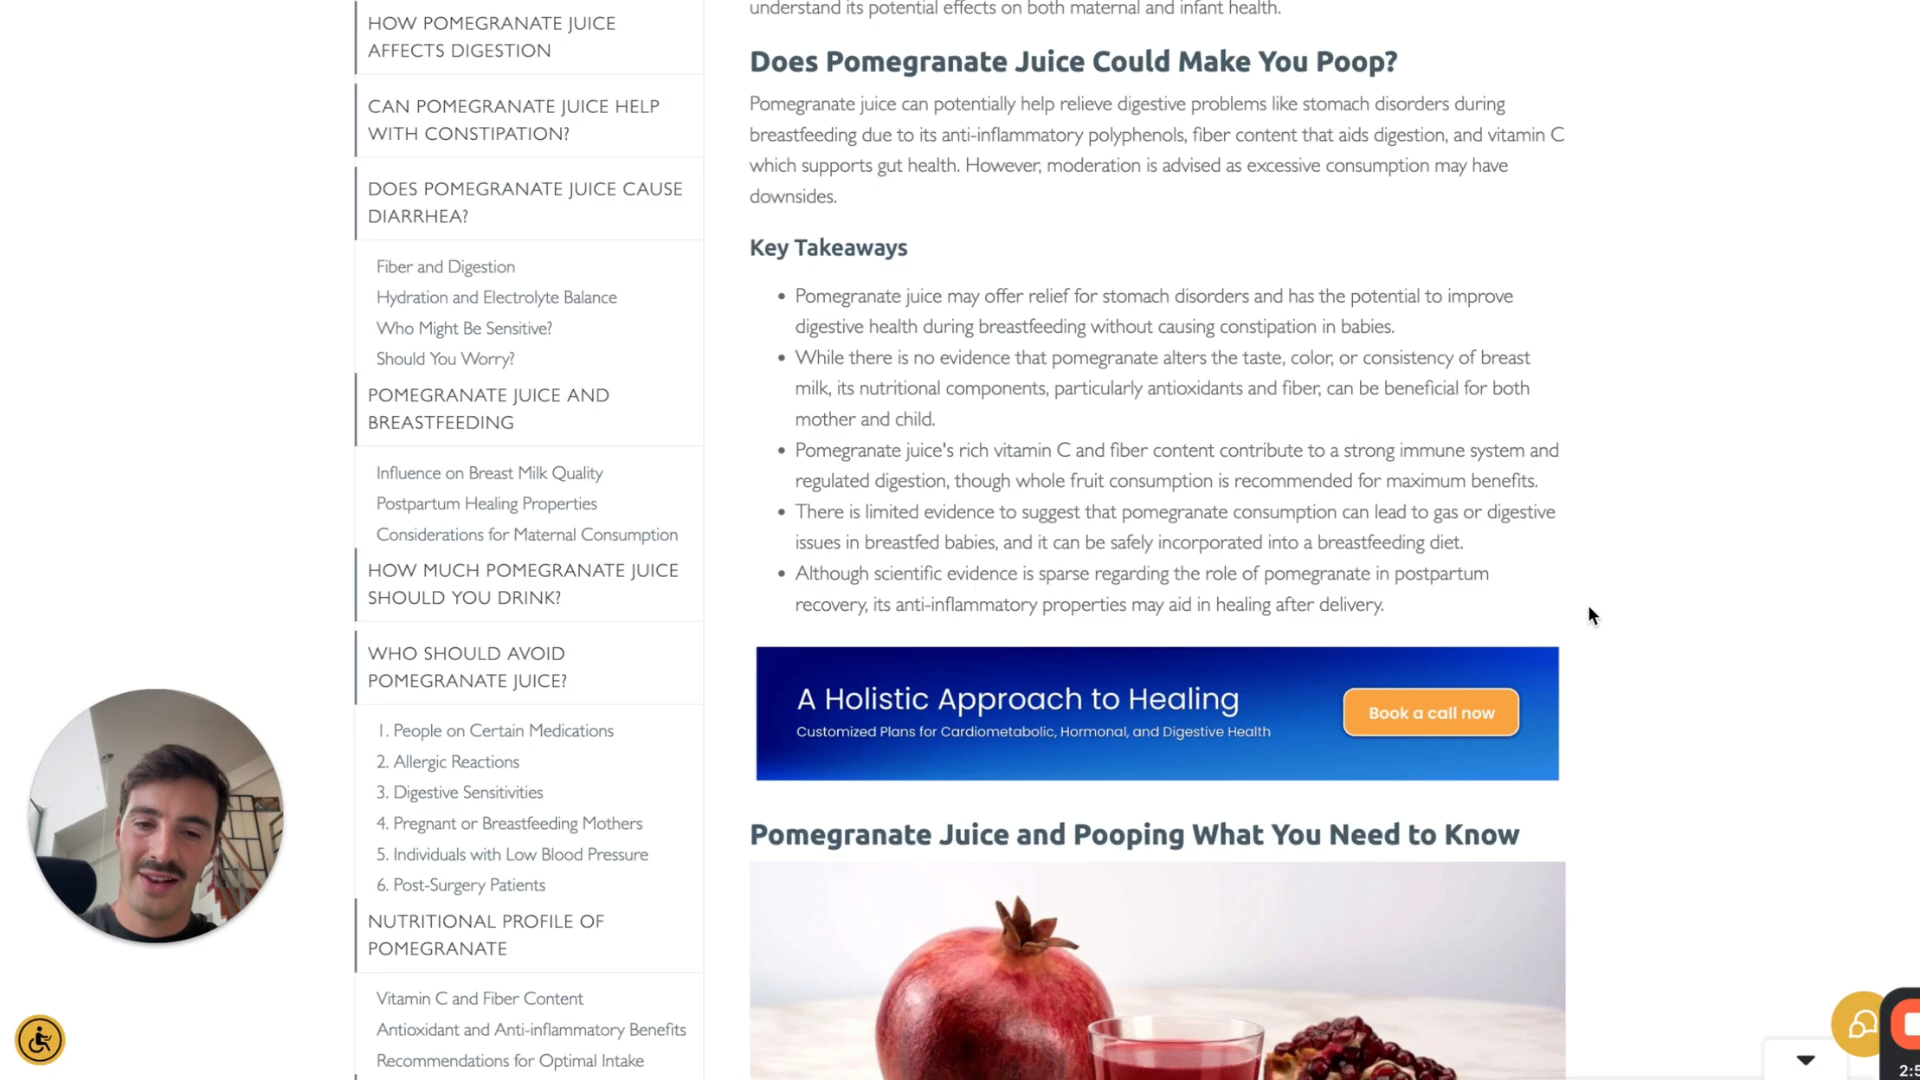 HOW POMEGRANATE JUICE
AFFECTS DIGESTION
CAN POMEGRANATE JUICE HELP
WITH CONSTIPATION?
DOES POMEGRANATE JUICE CAUSE
DIARRHEA?
Fiber and Digestion
Hydration and Electrolyte Balance
Who Might Be Sensitive?
Should You Worry?
POMEGRANATE JUICE AND
BREASTFEEDING
Influence on Breast Milk Quality
Postpartum Healing Properties
Considerations for Maternal Consumption
HOW MUCH POMEGRANATE JUICE
SHOULD YOU DRINK?
WHO SHOULD AVOID
POMEGRANATE JUICE?
1. People on Certain Medications
2. Allergic Reactions
3. Digestive Sensitivities
4. Pregnant or Breastfeeding Mothers
5. Individuals with Low Blood Pressure
6. Post-Surgery Patients
NUTRITIONAL PROFILE OF
POMEGRANATE
Vitamin C and Fiber Content
Antioxidant and Anti-inflammatory Benefits
Recommendations for Optimal Intake
understand its potential effects on both maternal and infant health.
Does Pomegranate Juice Could Make You Poop?
Pomegranate juice can potentially help relieve digestive problems like stomach disorders during
breastfeeding due to its anti-inflammatory polyphenols, fiber content that aids digestion, and vitamin C
which supports gut health. However, moderation is advised as excessive consumption may have
downsides.
Key Takeaways
• Pomegranate juice may offer relief for stomach disorders and has the potential to improve
digestive health during breastfeeding without causing constipation in babies.
• While there is no evidence that pomegranate alters the taste, color, or consistency of breast
milk, its nutritional components, particularly antioxidants and fiber, can be beneficial for both
mother and child.
• Pomegranate juice's rich vitamin C and fiber content contribute to a strong immune system and
regulated digestion, though whole fruit consumption is recommended for maximum benefits.
• There is limited evidence to suggest that pomegranate consumption can lead to gas or digestive
issues in breastfed babies, and it can be safely incorporated into a breastfeeding diet.
• Although scientific evidence is sparse regarding the role of pomegranate in postpartum
recovery, its anti-inflammatory properties may aid in healing after delivery.
A Holistic Approach to Healing
Customized Plans for Cardiometabolic, Hormonal, and Digestive Health
Book a call now
Pomegranate Juice and Pooping What You Need to Know